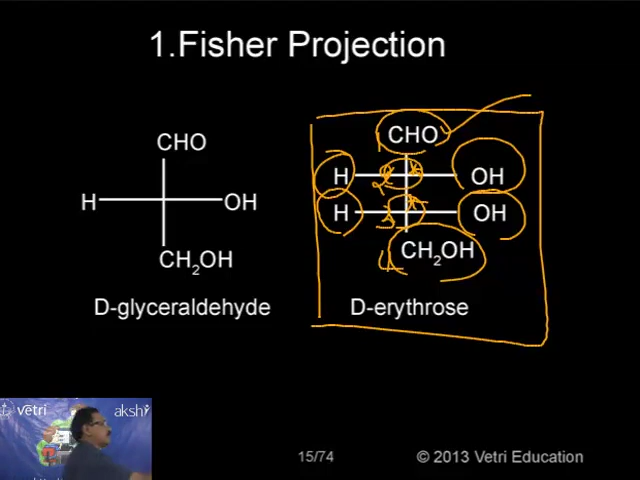 1.Fisher Projection
CHO
H
OH
CH2OH
D-glyceraldehyde
CHO
H
OH
H
OH
CH2OH
D-erythrose
vetri
akshi
15/74
© 2013 Vetri Education